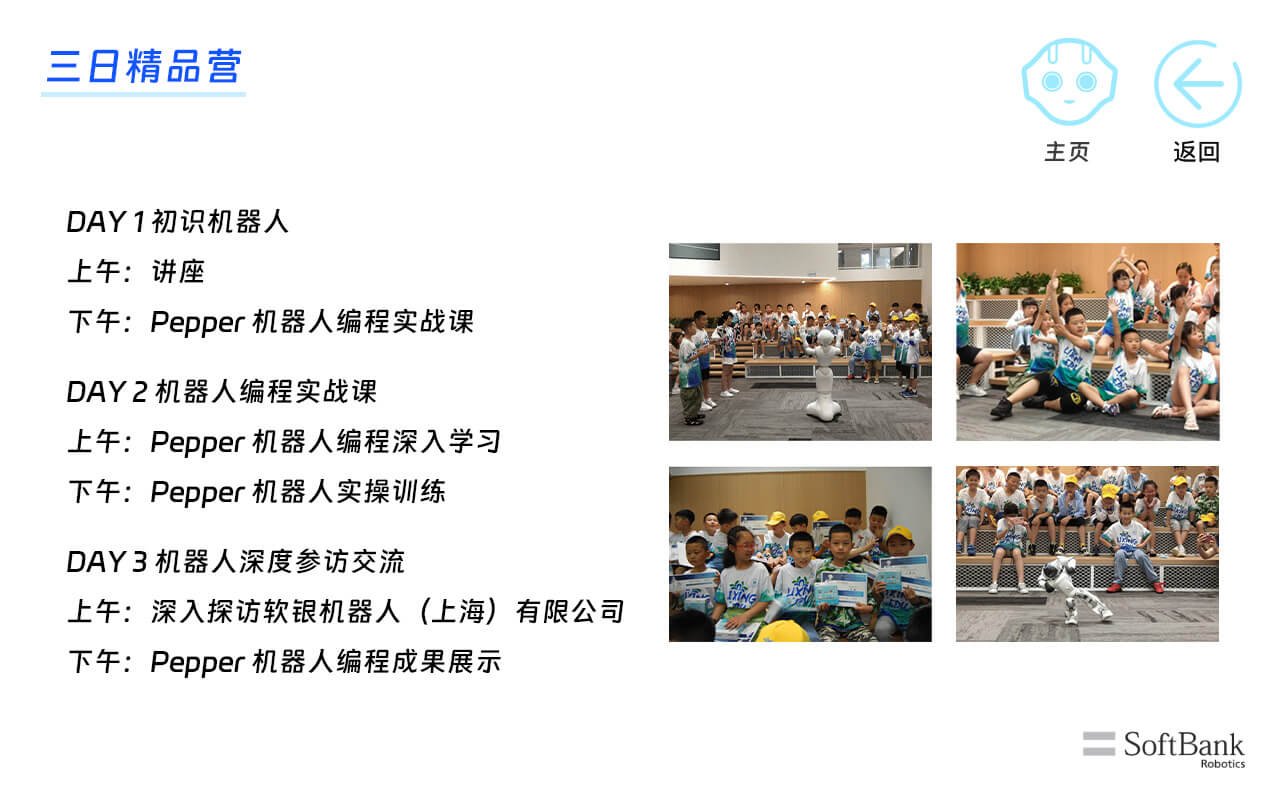 三日精品营
主页
返回
DAY 1 初识机器人
上午：讲座
下午：Pepper 机器人编程实战课
DAY 2 机器人编程实战课
上午：Pepper 机器人编程深入学习
下午：Pepper 机器人实操训练
DAY 3 机器人深度参访交流
上午：深入探访软银机器人（上海）有限公司
下午：Pepper 机器人编程成果展示
LIXING
EDU
SoftBank
Robotics